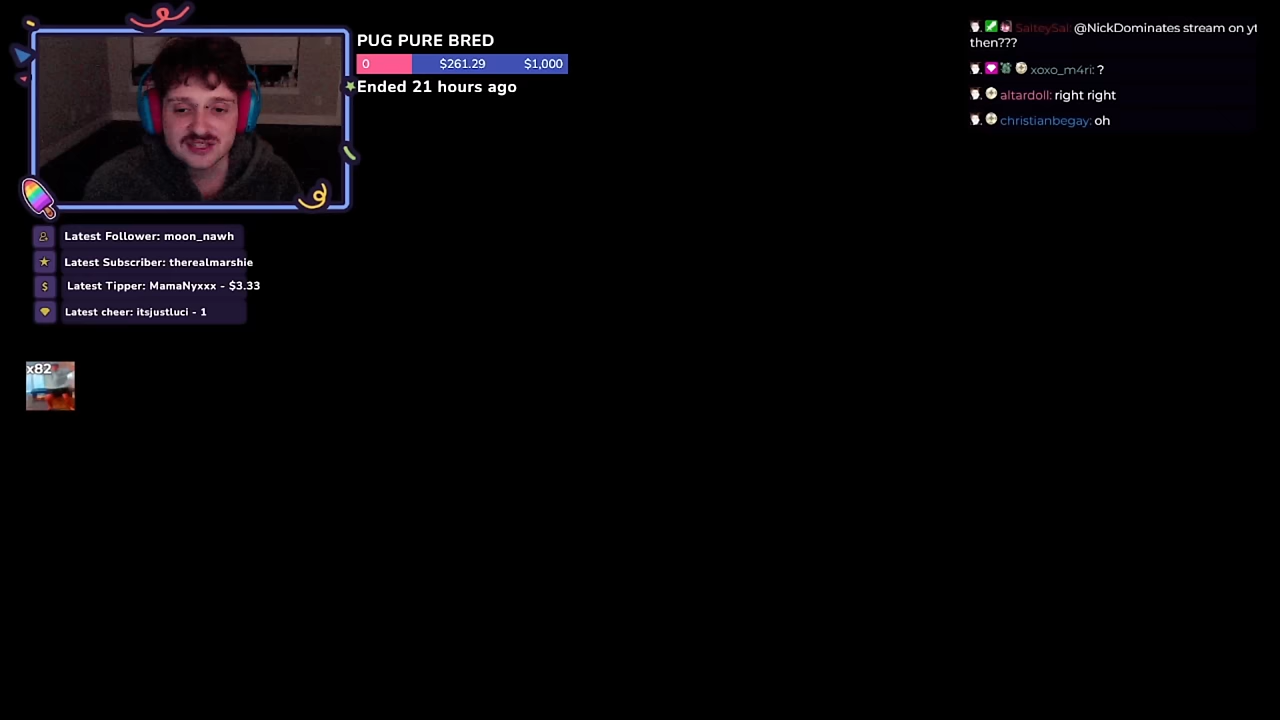 PUG PURE BRED
0 $261.29 $1,000
Ended 21 hours ago
Latest Follower: moon_nawh
Latest Subscriber: therealmarshie
Latest Tipper: MamaNyxxx - $3.33
Latest cheer: itsjustluci - 1
x82
SalteySal: @NickDominates stream on yt
then???
xoxo_m4ri: ?
altardoll: right right
christianbegay: oh